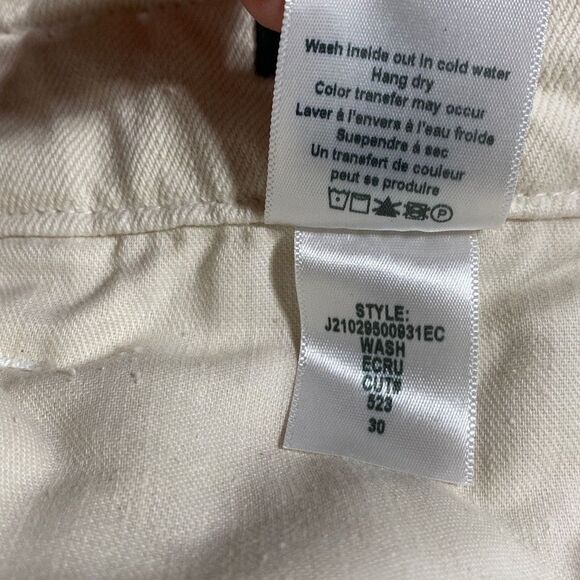 Wash inside out in cold water
Hang dry
Color transfer may occur
Laver à l'envers à l'eau froide
Suspendre à sec
Un transfert de couleur
peut se produire
STYLE:
J21029500931EC
WASH
ECRU
CUT#
523
30